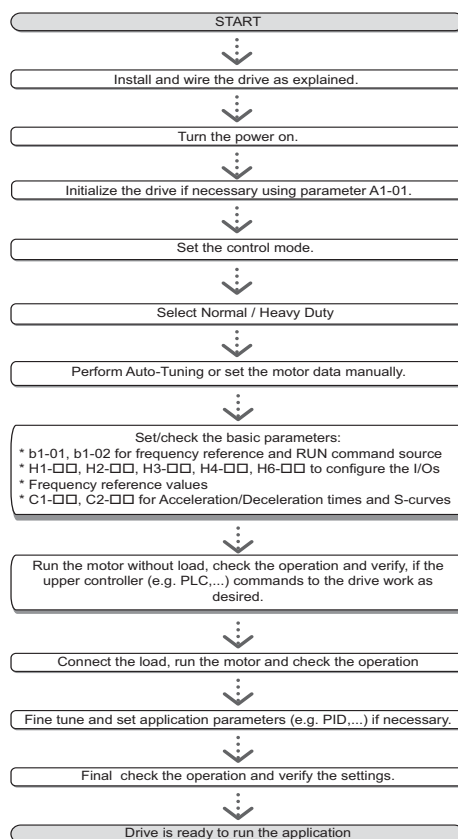 START
Install and wire the drive as explained.
Turn the power on.
Initialize the drive if necessary using parameter A1-01.
Set the control mode.
Select Normal / Heavy Duty
Perform Auto-Tuning or set the motor data manually.
Set/check the basic parameters:
* b1-01, b1-02 for frequency reference and RUN command source
* H1-□□, H2-□□, H3-□□, H4-□□, H6-□□ to configure the I/Os
* Frequency reference values
* C1-□□, C2-□□ for Acceleration/Deceleration times and S-curves
Run the motor without load, check the operation and verify, if the
upper controller (e.g. PLC,...) commands to the drive work as
desired.
Connect the load, run the motor and check the operation
Fine tune and set application parameters (e.g. PID,...) if necessary.
Final check the operation and verify the settings.
Drive is ready to run the application